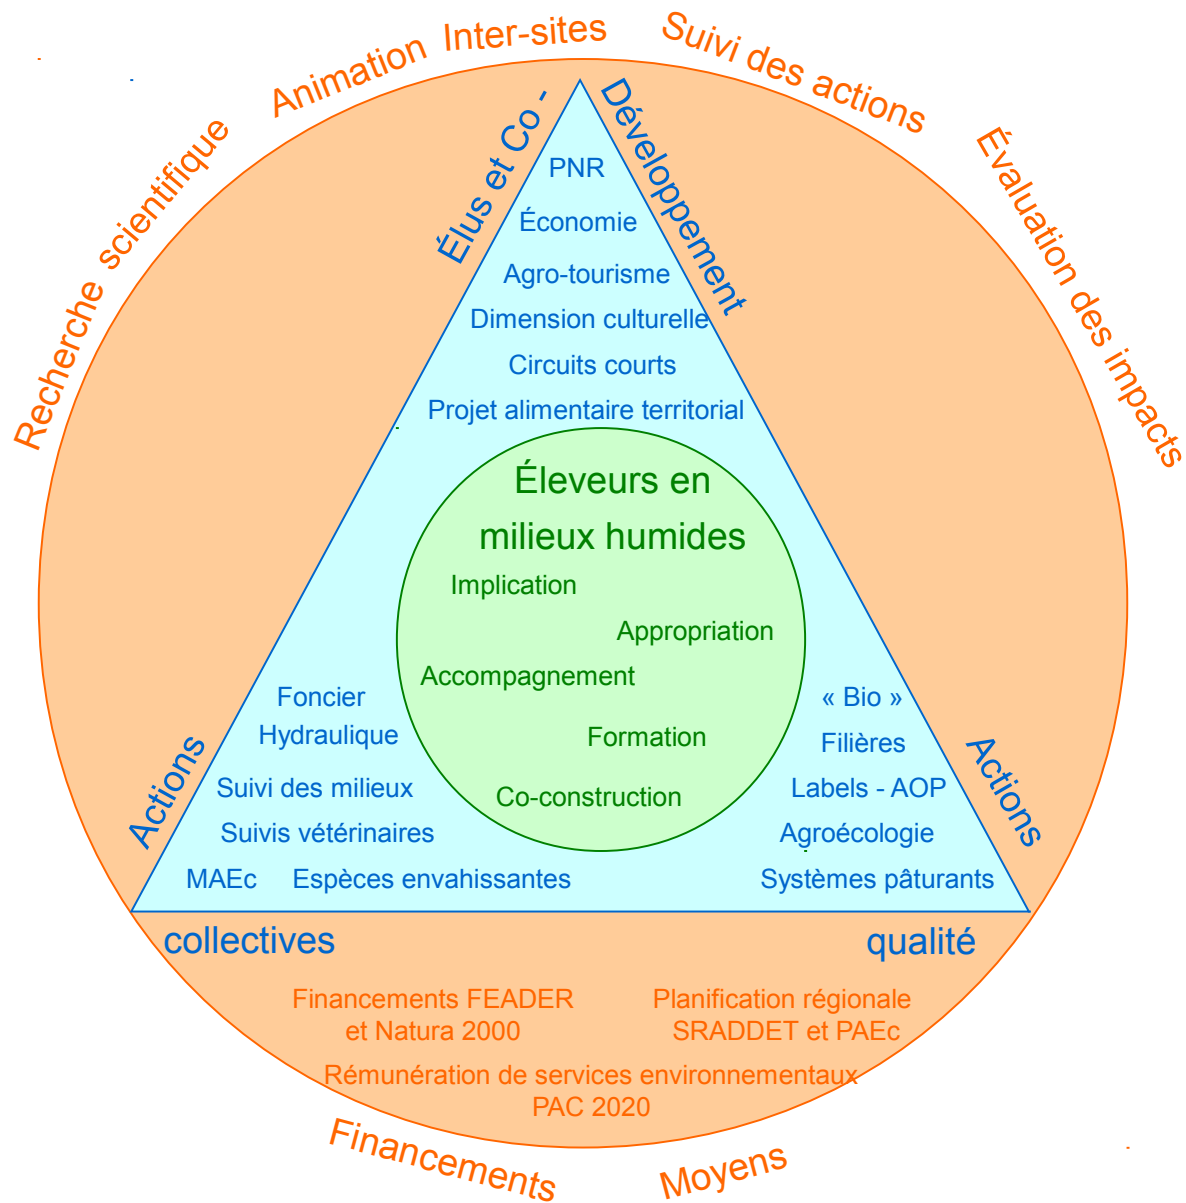 Recherche scientifique
Animation
Inter-sites
Suivi des actions
Évaluation des impacts
Élus et Co -
Développement
PNR
Économie
Agro-tourisme
Dimension culturelle
Circuits courts
Projet alimentaire territorial
Éleveurs en
milieux humides
Implication
Appropriation
Accompagnement
Formation
Co-construction
Actions
Foncier
Hydraulique
Suivi des milieux
Suivis vétérinaires
MAEc
Espèces envahissantes
collectives
Actions
« Bio »
Filières
Labels - AOP
Agroécologie
Systèmes pâturants
qualité
Financements FEADER
et Natura 2000
Planification régionale
SRADDET et PAEc
Rémunération de services environnementaux
PAC 2020
Financements
Moyens